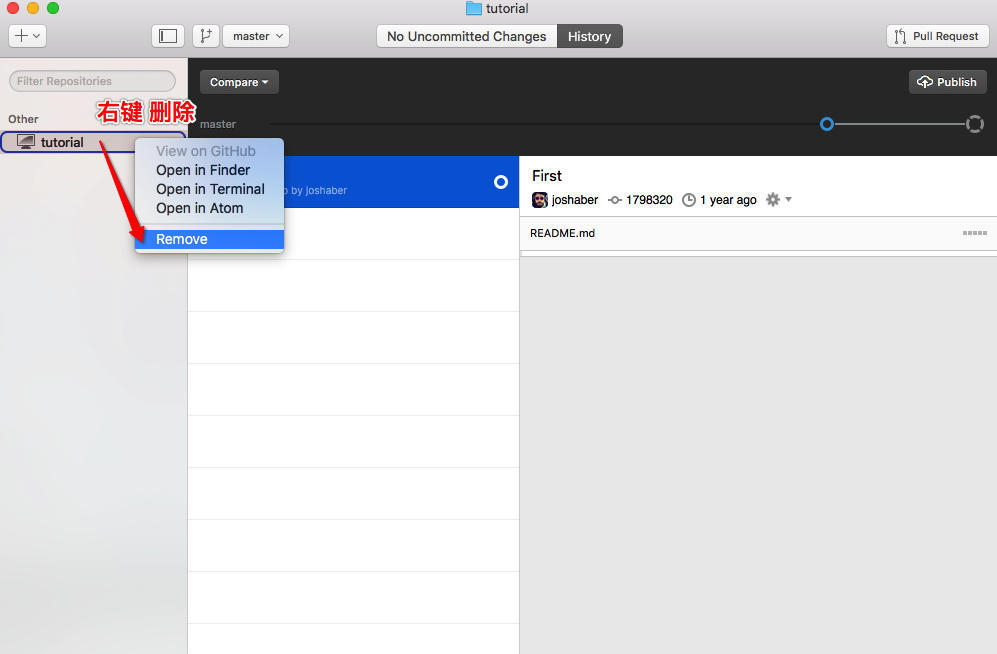 tutorial
master
No Uncommitted Changes
History
Pull Request
Filter Repositories
Compare
Publish
右键 删除
Other
master
tutorial
View on GitHub
Open in Finder
Open in Terminal
Open in Atom
Remove
by joshaber
First
joshaber
1798320
1 year ago
README.md